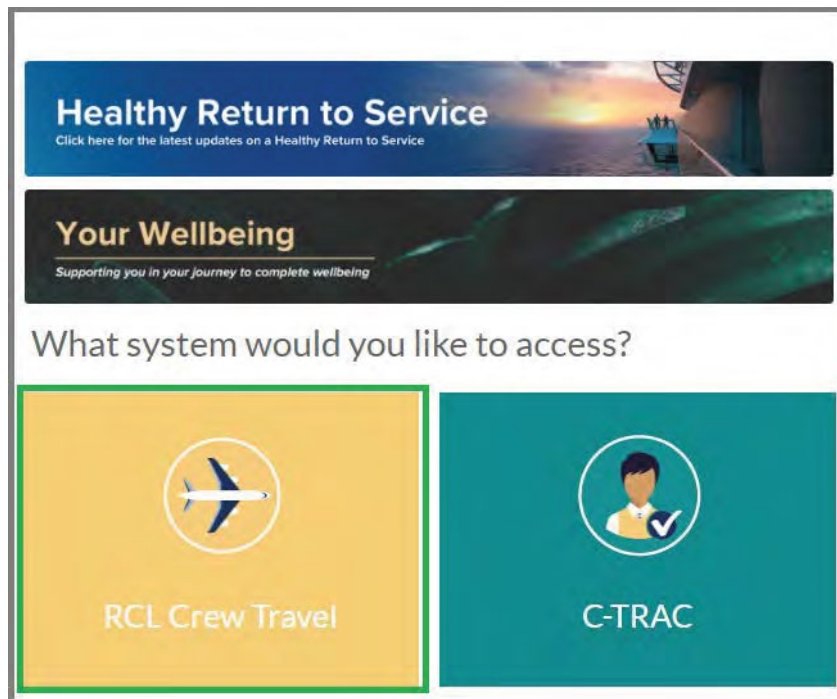 Healthy Return to Service
Click here for the latest updates on a Healthy Return to Service
Your Wellbeing
Supporting you in your journey to complete wellbeing
What system would you like to access?
RCL Crew Travel
C-TRAC